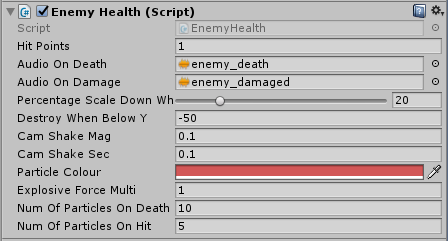 Enemy Health (Script)
Script EnemyHealth
Hit Points 1
Audio On Death enemy_death
Audio On Damage enemy_damaged
Percentage Scale Down Wh 20
Destroy When Below Y -50
Cam Shake Mag 0.1
Cam Shake Sec 0.1
Particle Colour
Explosive Force Multi 1
Num Of Particles On Death 10
Num Of Particles On Hit 5